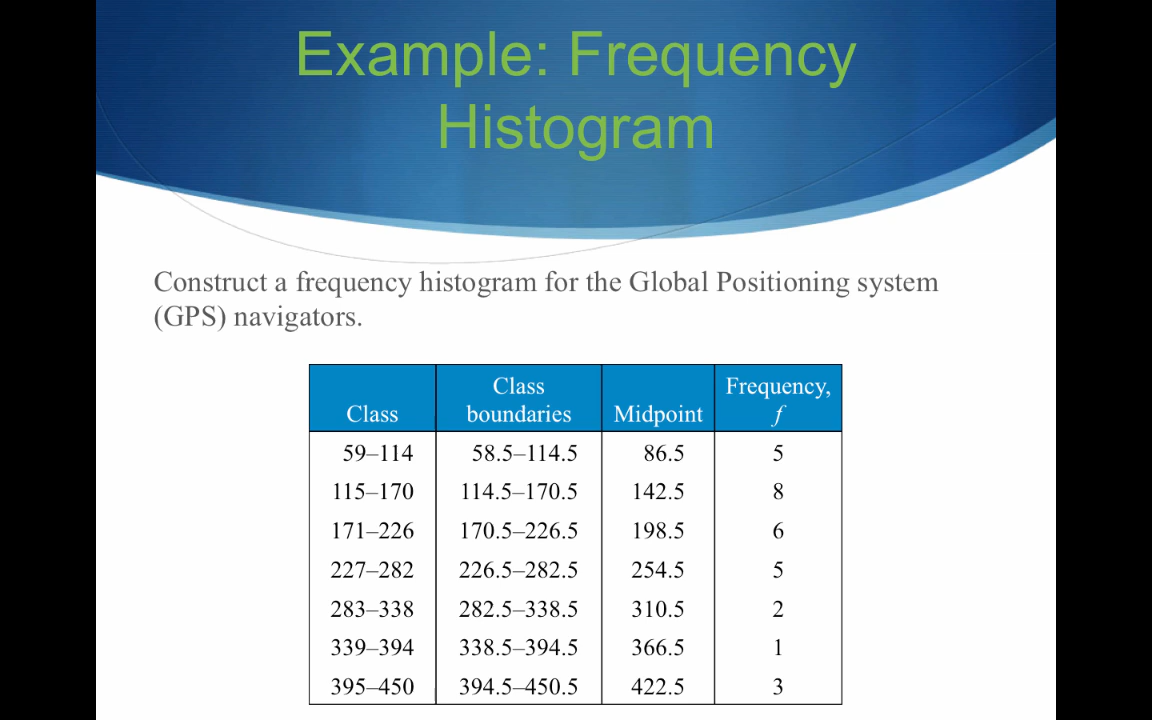 Example: Frequency
Histogram
Construct a frequency histogram for the Global Positioning system
(GPS) navigators.
Class Class boundaries Midpoint Frequency, f
59–114 58.5–114.5 86.5 5
115–170 114.5–170.5 142.5 8
171–226 170.5–226.5 198.5 6
227–282 226.5–282.5 254.5 5
283–338 282.5–338.5 310.5 2
339–394 338.5–394.5 366.5 1
395–450 394.5–450.5 422.5 3